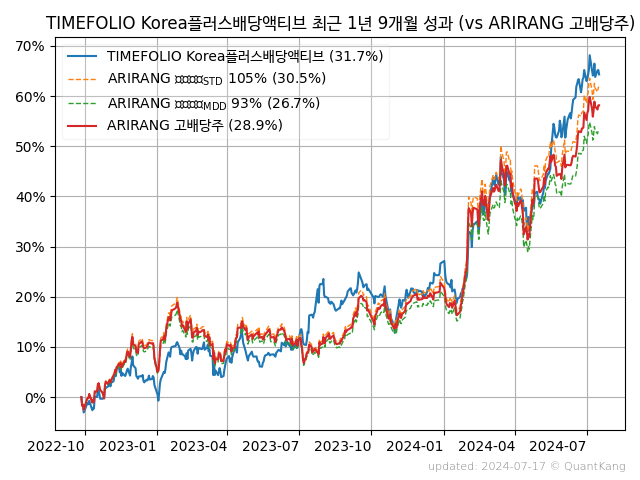 TIMEFOLIO Korea플러스배당액티브 최근 1년 9개월 성과 (vs ARIRANG 고배당주)
70%
60%
50%
40%
30%
20%
10%
0%
TIMEFOLIO Korea플러스배당액티브 (31.7%)
ARIRANG STD 105% (30.5%)
ARIRANG MDD 93% (26.7%)
ARIRANG 고배당주 (28.9%)
2022-10 2023-01 2023-04 2023-07 2023-10 2024-01 2024-04 2024-07
updated: 2024-07-17 © QuantKang